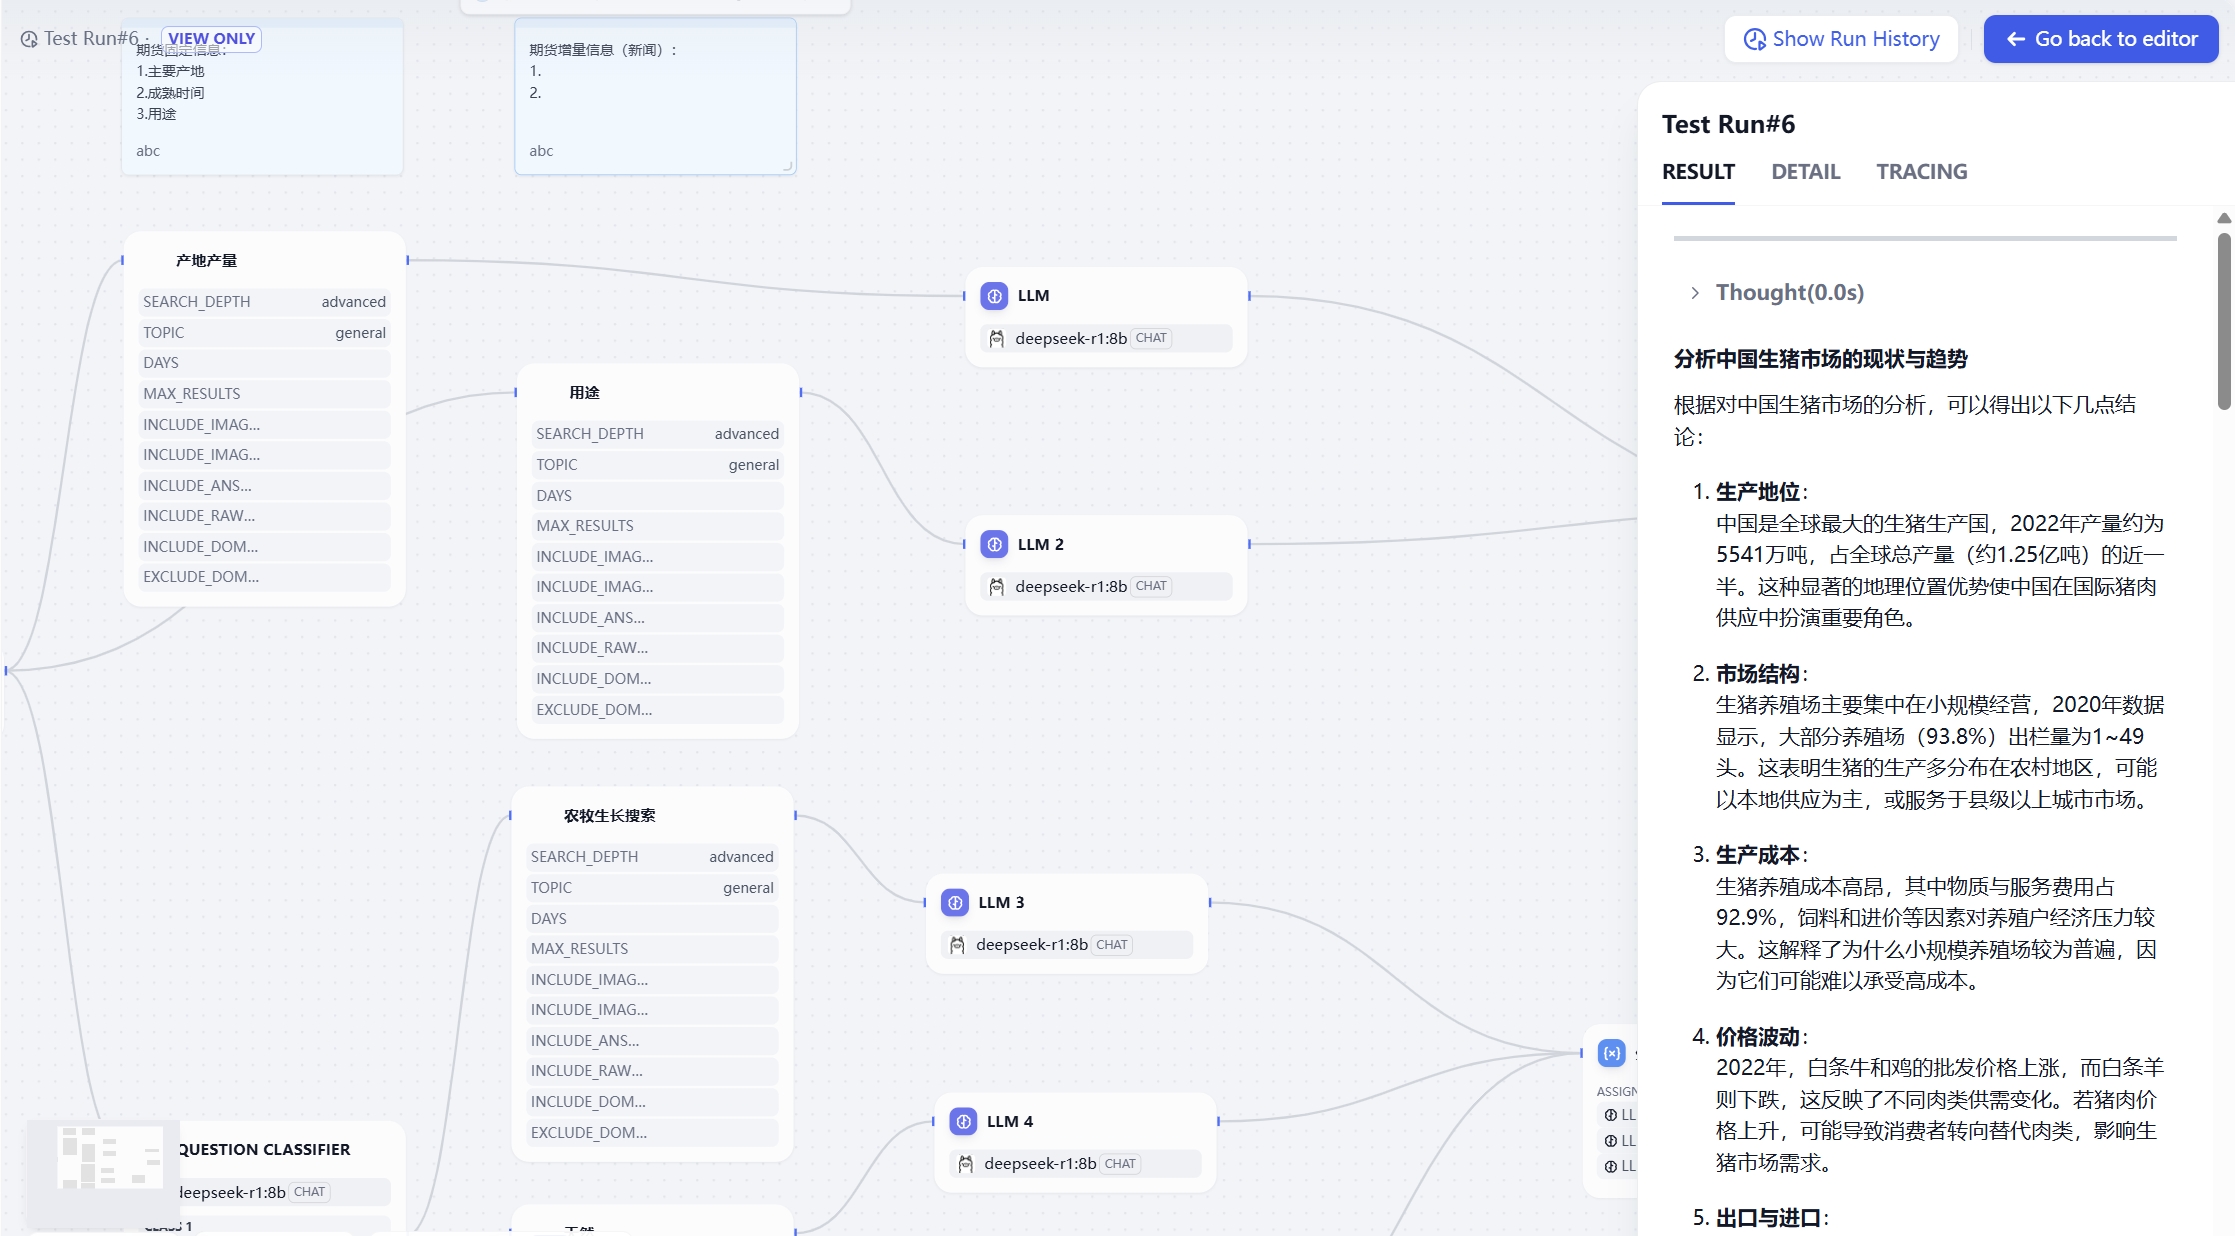 Test Run#6 ·
VIEW ONLY
Show Run History
Go back to editor
期货固定信息：
1.主要产地
2.成熟时间
3.用途
abc
期货增量信息（新闻）：
1.
2.
abc
产地产量
SEARCH_DEPTH advanced
TOPIC general
DAYS
MAX_RESULTS
INCLUDE_IMAG...
INCLUDE_IMAG...
INCLUDE_ANS...
INCLUDE_RAW...
INCLUDE_DOM...
EXCLUDE_DOM...
用途
SEARCH_DEPTH advanced
TOPIC general
DAYS
MAX_RESULTS
INCLUDE_IMAG...
INCLUDE_IMAG...
INCLUDE_ANS...
INCLUDE_RAW...
INCLUDE_DOM...
EXCLUDE_DOM...
农牧生长搜索
SEARCH_DEPTH advanced
TOPIC general
DAYS
MAX_RESULTS
INCLUDE_IMAG...
INCLUDE_IMAG...
INCLUDE_ANS...
INCLUDE_RAW...
INCLUDE_DOM...
EXCLUDE_DOM...
QUESTION CLASSIFIER
deepseek-r1:8b CHAT
CLASS 1
LLM
deepseek-r1:8b CHAT
LLM 2
deepseek-r1:8b CHAT
LLM 3
deepseek-r1:8b CHAT
LLM 4
deepseek-r1:8b CHAT
ASSIGN
LL
LL
LL
Test Run#6
RESULT DETAIL TRACING
Thought(0.0s)
分析中国生猪市场的现状与趋势
根据对中国生猪市场的分析，可以得出以下几点结
论：
1. 生产地位：
中国是全球最大的生猪生产国，2022年产量约为
5541万吨，占全球总产量（约1.25亿吨）的近一
半。这种显著的地理位置优势使中国在国际猪肉
供应中扮演重要角色。
2. 市场结构：
生猪养殖场主要集中在小规模经营，2020年数据
显示，大部分养殖场（93.8%）出栏量为1~49
头。这表明生猪的生产多分布在农村地区，可能
以本地供应为主，或服务于县级以上城市市场。
3. 生产成本：
生猪养殖成本高昂，其中物质与服务费用占
92.9%，饲料和进价等因素对养殖户经济压力较
大。这解释了为什么小规模养殖场较为普遍，因
为它们可能难以承受高成本。
4. 价格波动：
2022年，白条牛和鸡的批发价格上涨，而白条羊
则下跌，这反映了不同肉类供需变化。若猪肉价
格上升，可能导致消费者转向替代肉类，影响生
猪市场需求。
5. 出口与进口：